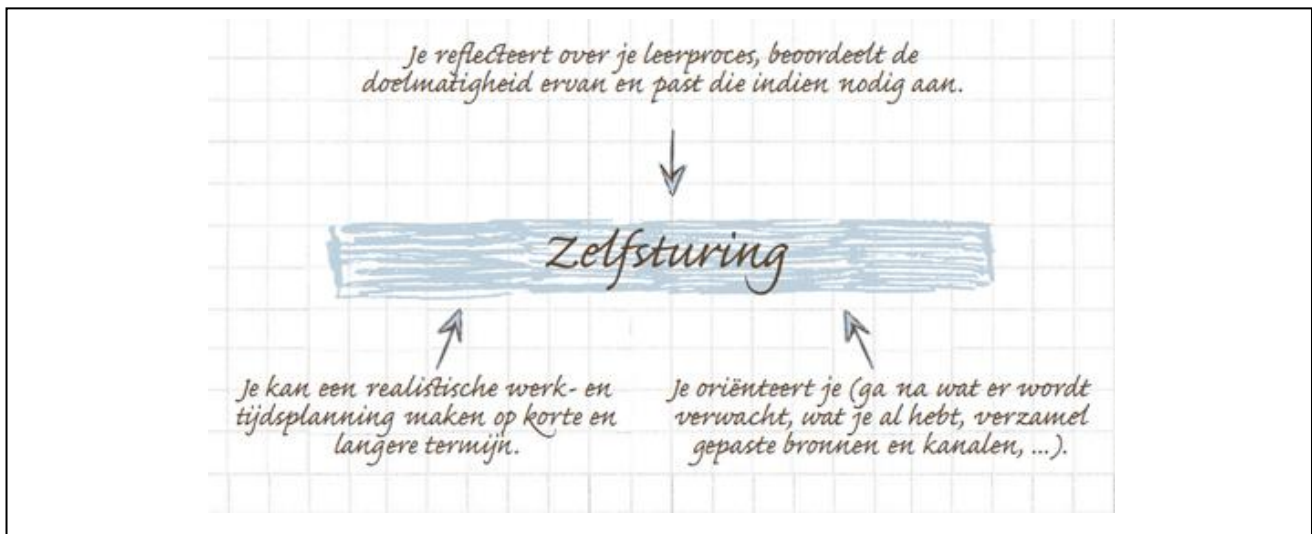 Je reflecteert over je leerproces, beoordeelt de
doelmatigheid ervan en past die indien nodig aan.
Zelfsturing
Je kan een realistische werk- en
tijdsplanning maken op korte en
langere termijn.
Je oriënteert je (ga na wat er wordt
verwacht, wat je al hebt, verzamel
gepaste bronnen en kanalen, ...).